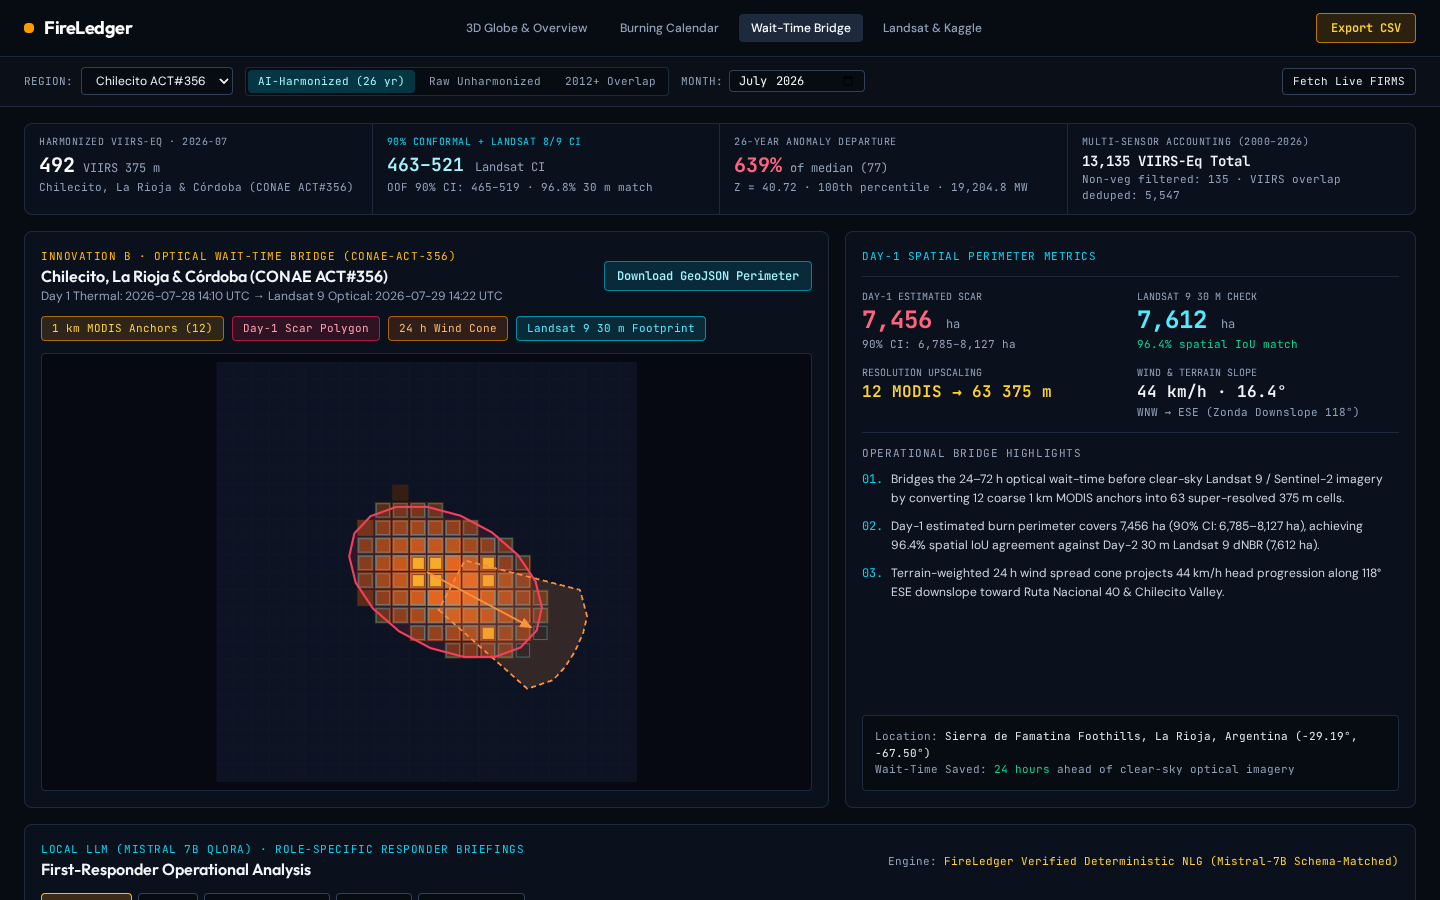 FireLedger
3D Globe & Overview
Burning Calendar
Wait-Time Bridge
Landsat & Kaggle
Export CSV
REGION:
Chilecito ACT#356
AI-Harmonized (26 yr)
Raw Unharmonized
2012+ Overlap
MONTH:
July 2026
Fetch Live FIRMS
HARMONIZED VIIRS-EQ · 2026-07
492 VIIRS 375 m
Chilecito, La Rioja & Córdoba (CONAE ACT#356)
90% CONFORMAL + LANDSAT 8/9 CI
463–521 Landsat CI
OOF 90% CI: 465–519 · 96.8% 30 m match
26-YEAR ANOMALY DEPARTURE
639% of median (77)
Z = 40.72 · 100th percentile · 19,204.8 MW
MULTI-SENSOR ACCOUNTING (2000–2026)
13,135 VIIRS-Eq Total
Non-veg filtered: 135 · VIIRS overlap
deduped: 5,547
INNOVATION B · OPTICAL WAIT-TIME BRIDGE (CONAE-ACT-356)
Chilecito, La Rioja & Córdoba (CONAE ACT#356)
Day 1 Thermal: 2026-07-28 14:10 UTC → Landsat 9 Optical: 2026-07-29 14:22 UTC
Download GeoJSON Perimeter
1 km MODIS Anchors (12)
Day-1 Scar Polygon
24 h Wind Cone
Landsat 9 30 m Footprint
DAY-1 SPATIAL PERIMETER METRICS
DAY-1 ESTIMATED SCAR
7,456 ha
90% CI: 6,785–8,127 ha
LANDSAT 9 30 M CHECK
7,612 ha
96.4% spatial IoU match
RESOLUTION UPSCALING
12 MODIS → 63 375 m
WIND & TERRAIN SLOPE
44 km/h · 16.4°
WNW → ESE (Zonda Downslope 118°)
OPERATIONAL BRIDGE HIGHLIGHTS
01. Bridges the 24–72 h optical wait-time before clear-sky Landsat 9 / Sentinel-2 imagery
by converting 12 coarse 1 km MODIS anchors into 63 super-resolved 375 m cells.
02. Day-1 estimated burn perimeter covers 7,456 ha (90% CI: 6,785–8,127 ha), achieving
96.4% spatial IoU agreement against Day-2 30 m Landsat 9 dNBR (7,612 ha).
03. Terrain-weighted 24 h wind spread cone projects 44 km/h head progression along 118°
ESE downslope toward Ruta Nacional 40 & Chilecito Valley.
Location: Sierra de Famatina Foothills, La Rioja, Argentina (-29.19°,
-67.50°)
Wait-Time Saved: 24 hours ahead of clear-sky optical imagery
LOCAL LLM (MISTRAL 7B QLORA) · ROLE-SPECIFIC RESPONDER BRIEFINGS
First-Responder Operational Analysis
Engine: FireLedger Verified Deterministic NLG (Mistral-7B Schema-Matched)